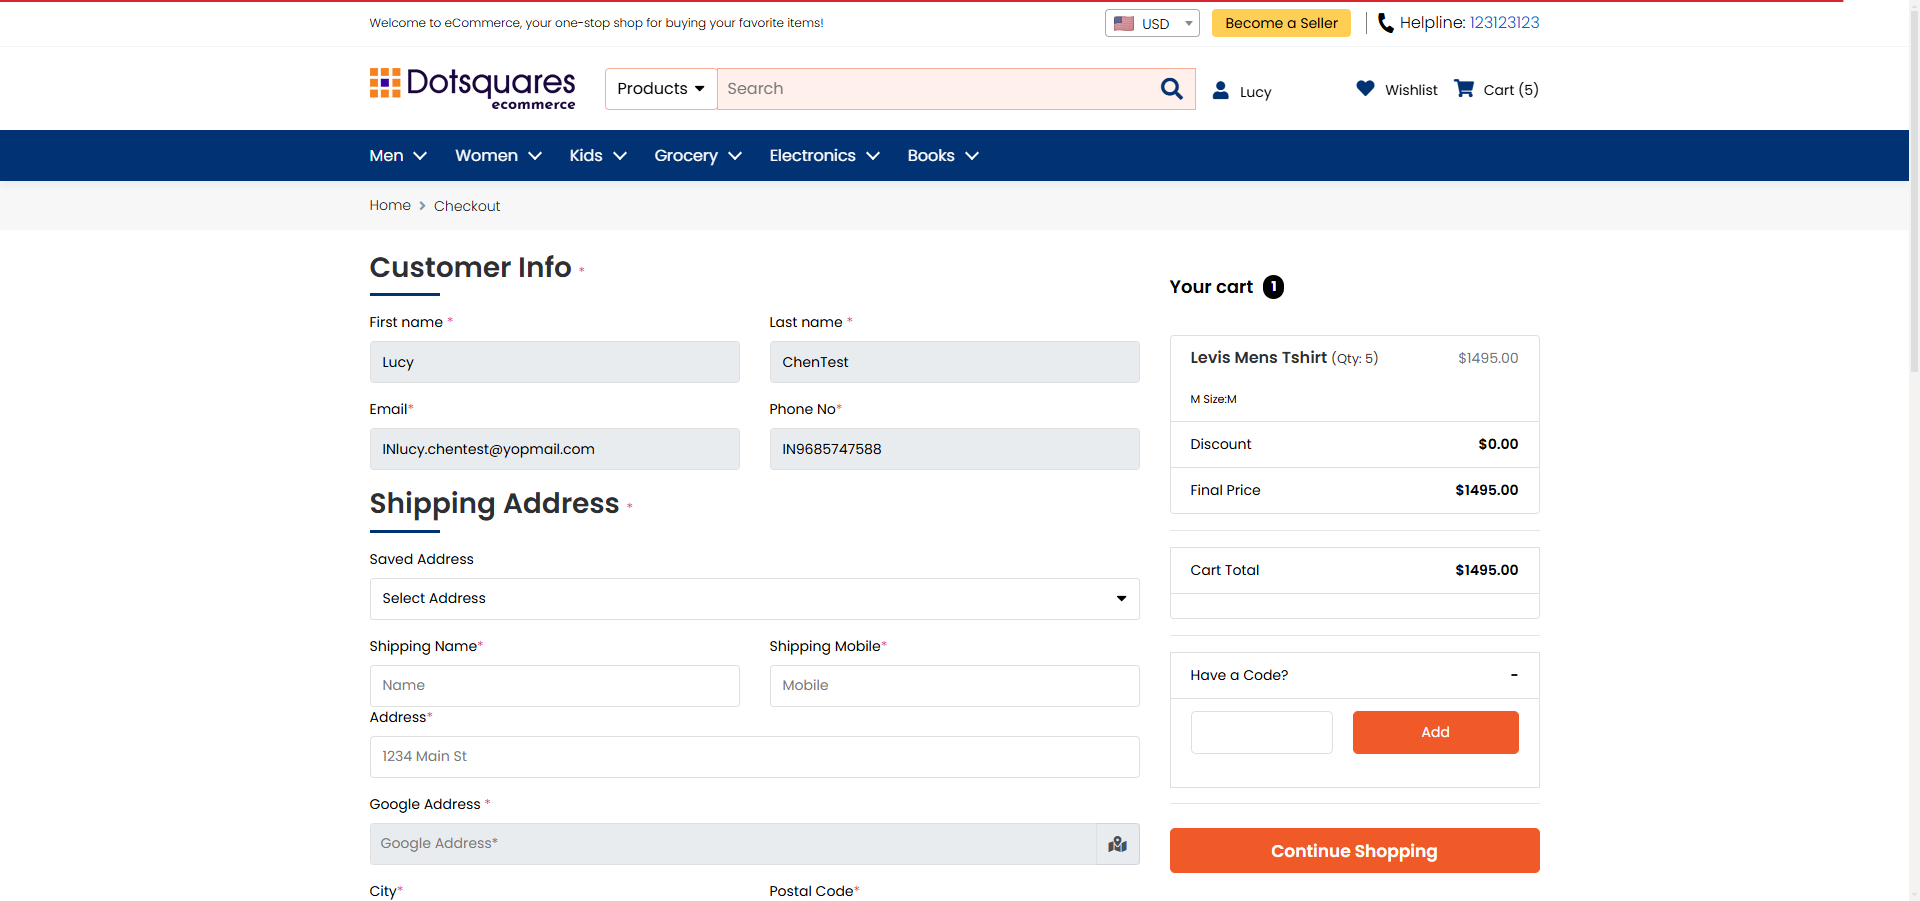 Welcome to eCommerce, your one-stop shop for buying your favorite items!
USD
Become a Seller
Helpline: 123123123
Dotsquares
ecommerce
Products
Search
Lucy
Wishlist
Cart (5)
Men
Women
Kids
Grocery
Electronics
Books
Home
Checkout
Customer Info *
First name *
Last name *
Lucy
ChenTest
Email*
Phone No*
INlucy.chentest@yopmail.com
IN9685747588
Shipping Address *
Saved Address
Select Address
Shipping Name*
Shipping Mobile*
Name
Mobile
Address*
1234 Main St
Google Address *
Google Address*
City*
Postal Code*
Your cart 1
Levis Mens Tshirt (Qty: 5)
$1495.00
M Size:M
Discount
$0.00
Final Price
$1495.00
Cart Total
$1495.00
Have a Code?
-
Add
Continue Shopping